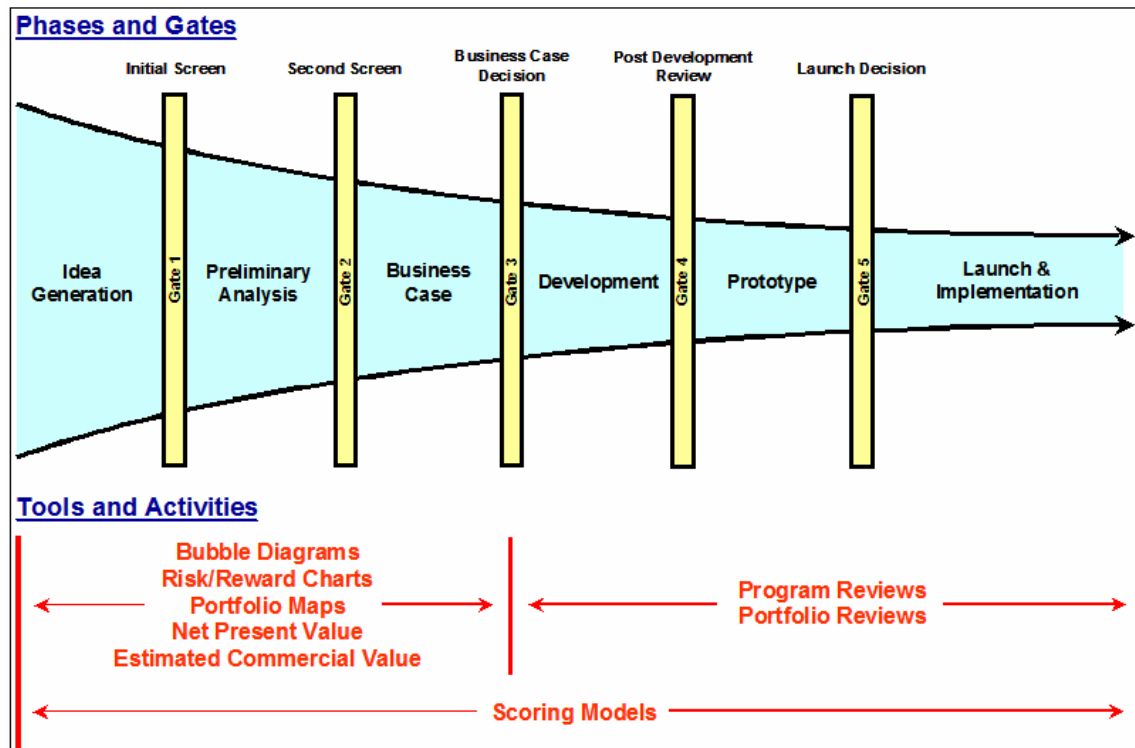 Phases and Gates
Initial Screen
Second Screen
Business Case
Decision
Post Development
Review
Launch Decision
Idea
Generation
Gate 1
Preliminary
Analysis
Gate 2
Business
Case
Gate 3
Development
Gate 4
Prototype
Gate 5
Launch &
Implementation
Tools and Activities
Bubble Diagrams
Risk/Reward Charts
Portfolio Maps
Net Present Value
Estimated Commercial Value
Program Reviews
Portfolio Reviews
Scoring Models